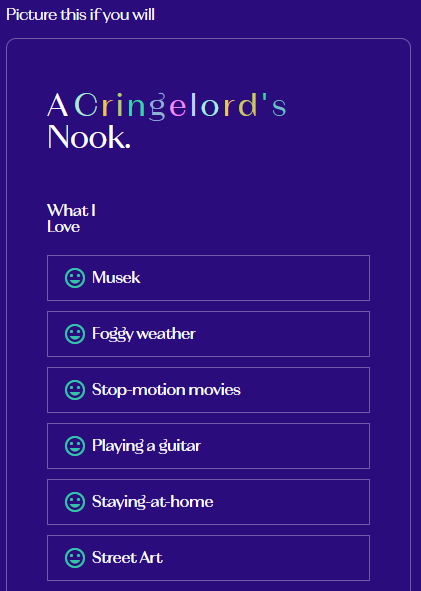 Picture this if you will
A Cringelord's
Nook.
What I
Love
Musek
Foggy weather
Stop-motion movies
Playing a guitar
Staying-at-home
Street Art